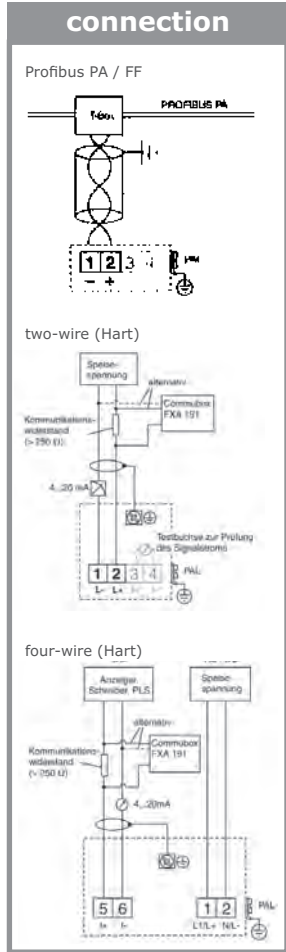 connection
Profibus PA / FF
PROFIBUS PA
T-Box
1 2 3 4
- +
two-wire (Hart)
Speise-
spannung
alternativ
Commubox
FXA 191
Kommunikations-
widerstand
(> 250 Ω)
4...20 mA
Testbuchse zur Prüfung
des Signalstroms
1 2 3 4
PAL
L- L+
four-wire (Hart)
Anzeiger,
Schreiber, PLS,
Speise-
spannung
alternativ
Commubox
FXA 191
Kommunikations-
widerstand
(> 250 Ω)
4...20mA
5 6
1 2
PAL
I+ I-
L1/L+ N/L-